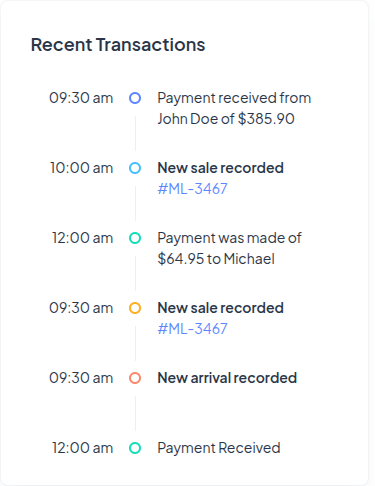 Recent Transactions
09:30 am Payment received from
John Doe of $385.90
10:00 am New sale recorded
#ML-3467
12:00 am Payment was made of
$64.95 to Michael
09:30 am New sale recorded
#ML-3467
09:30 am New arrival recorded
12:00 am Payment Received